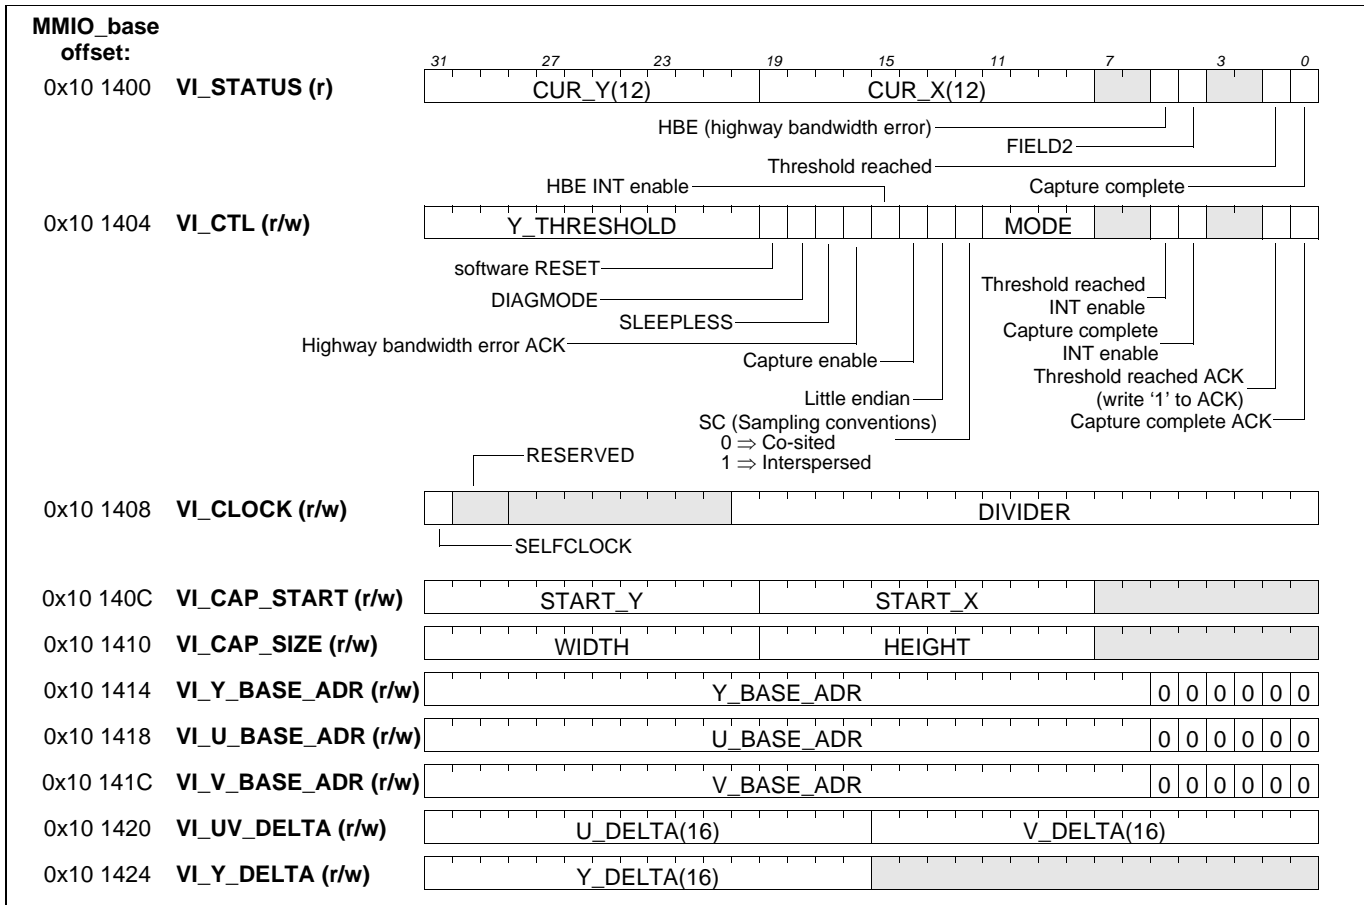 MMIO_base
offset:
31 27 23 19 15 11 7 3 0
0x10 1400 VI_STATUS (r) CUR_Y(12) CUR_X(12)
HBE (highway bandwidth error)
FIELD2
Threshold reached
HBE INT enable Capture complete
0x10 1404 VI_CTL (r/w) Y_THRESHOLD MODE
software RESET
DIAGMODE
SLEEPLESS
Highway bandwidth error ACK
Capture enable
Little endian
SC (Sampling conventions)
0 ⇒ Co-sited
1 ⇒ Interspersed
Threshold reached
INT enable
Capture complete
INT enable
Threshold reached ACK
(write ‘1’ to ACK)
Capture complete ACK
RESERVED
0x10 1408 VI_CLOCK (r/w) DIVIDER
SELFCLOCK
0x10 140C VI_CAP_START (r/w) START_Y START_X
0x10 1410 VI_CAP_SIZE (r/w) WIDTH HEIGHT
0x10 1414 VI_Y_BASE_ADR (r/w) Y_BASE_ADR 0 0 0 0 0 0
0x10 1418 VI_U_BASE_ADR (r/w) U_BASE_ADR 0 0 0 0 0 0
0x10 141C VI_V_BASE_ADR (r/w) V_BASE_ADR 0 0 0 0 0 0
0x10 1420 VI_UV_DELTA (r/w) U_DELTA(16) V_DELTA(16)
0x10 1424 VI_Y_DELTA (r/w) Y_DELTA(16)